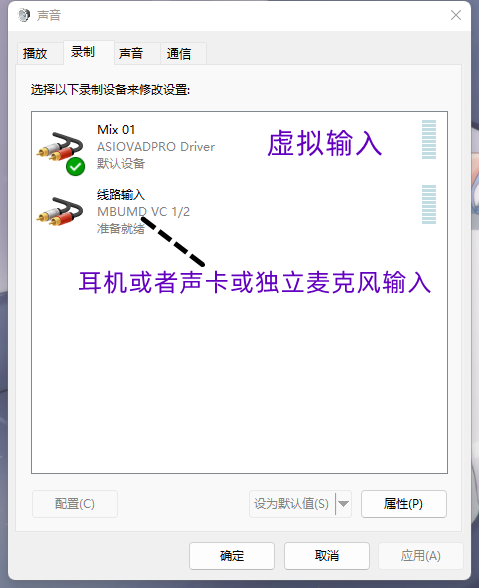 声音
播放 录制 声音 通信
选择以下录制设备来修改设置:
Mix 01
ASIOVADPRO Driver
默认设备
虚拟输入
线路输入
MBUMD VC 1/2
准备就绪
耳机或者声卡或独立麦克风输入
配置(C) 设为默认值(S) 属性(P)
确定 取消 应用(A)